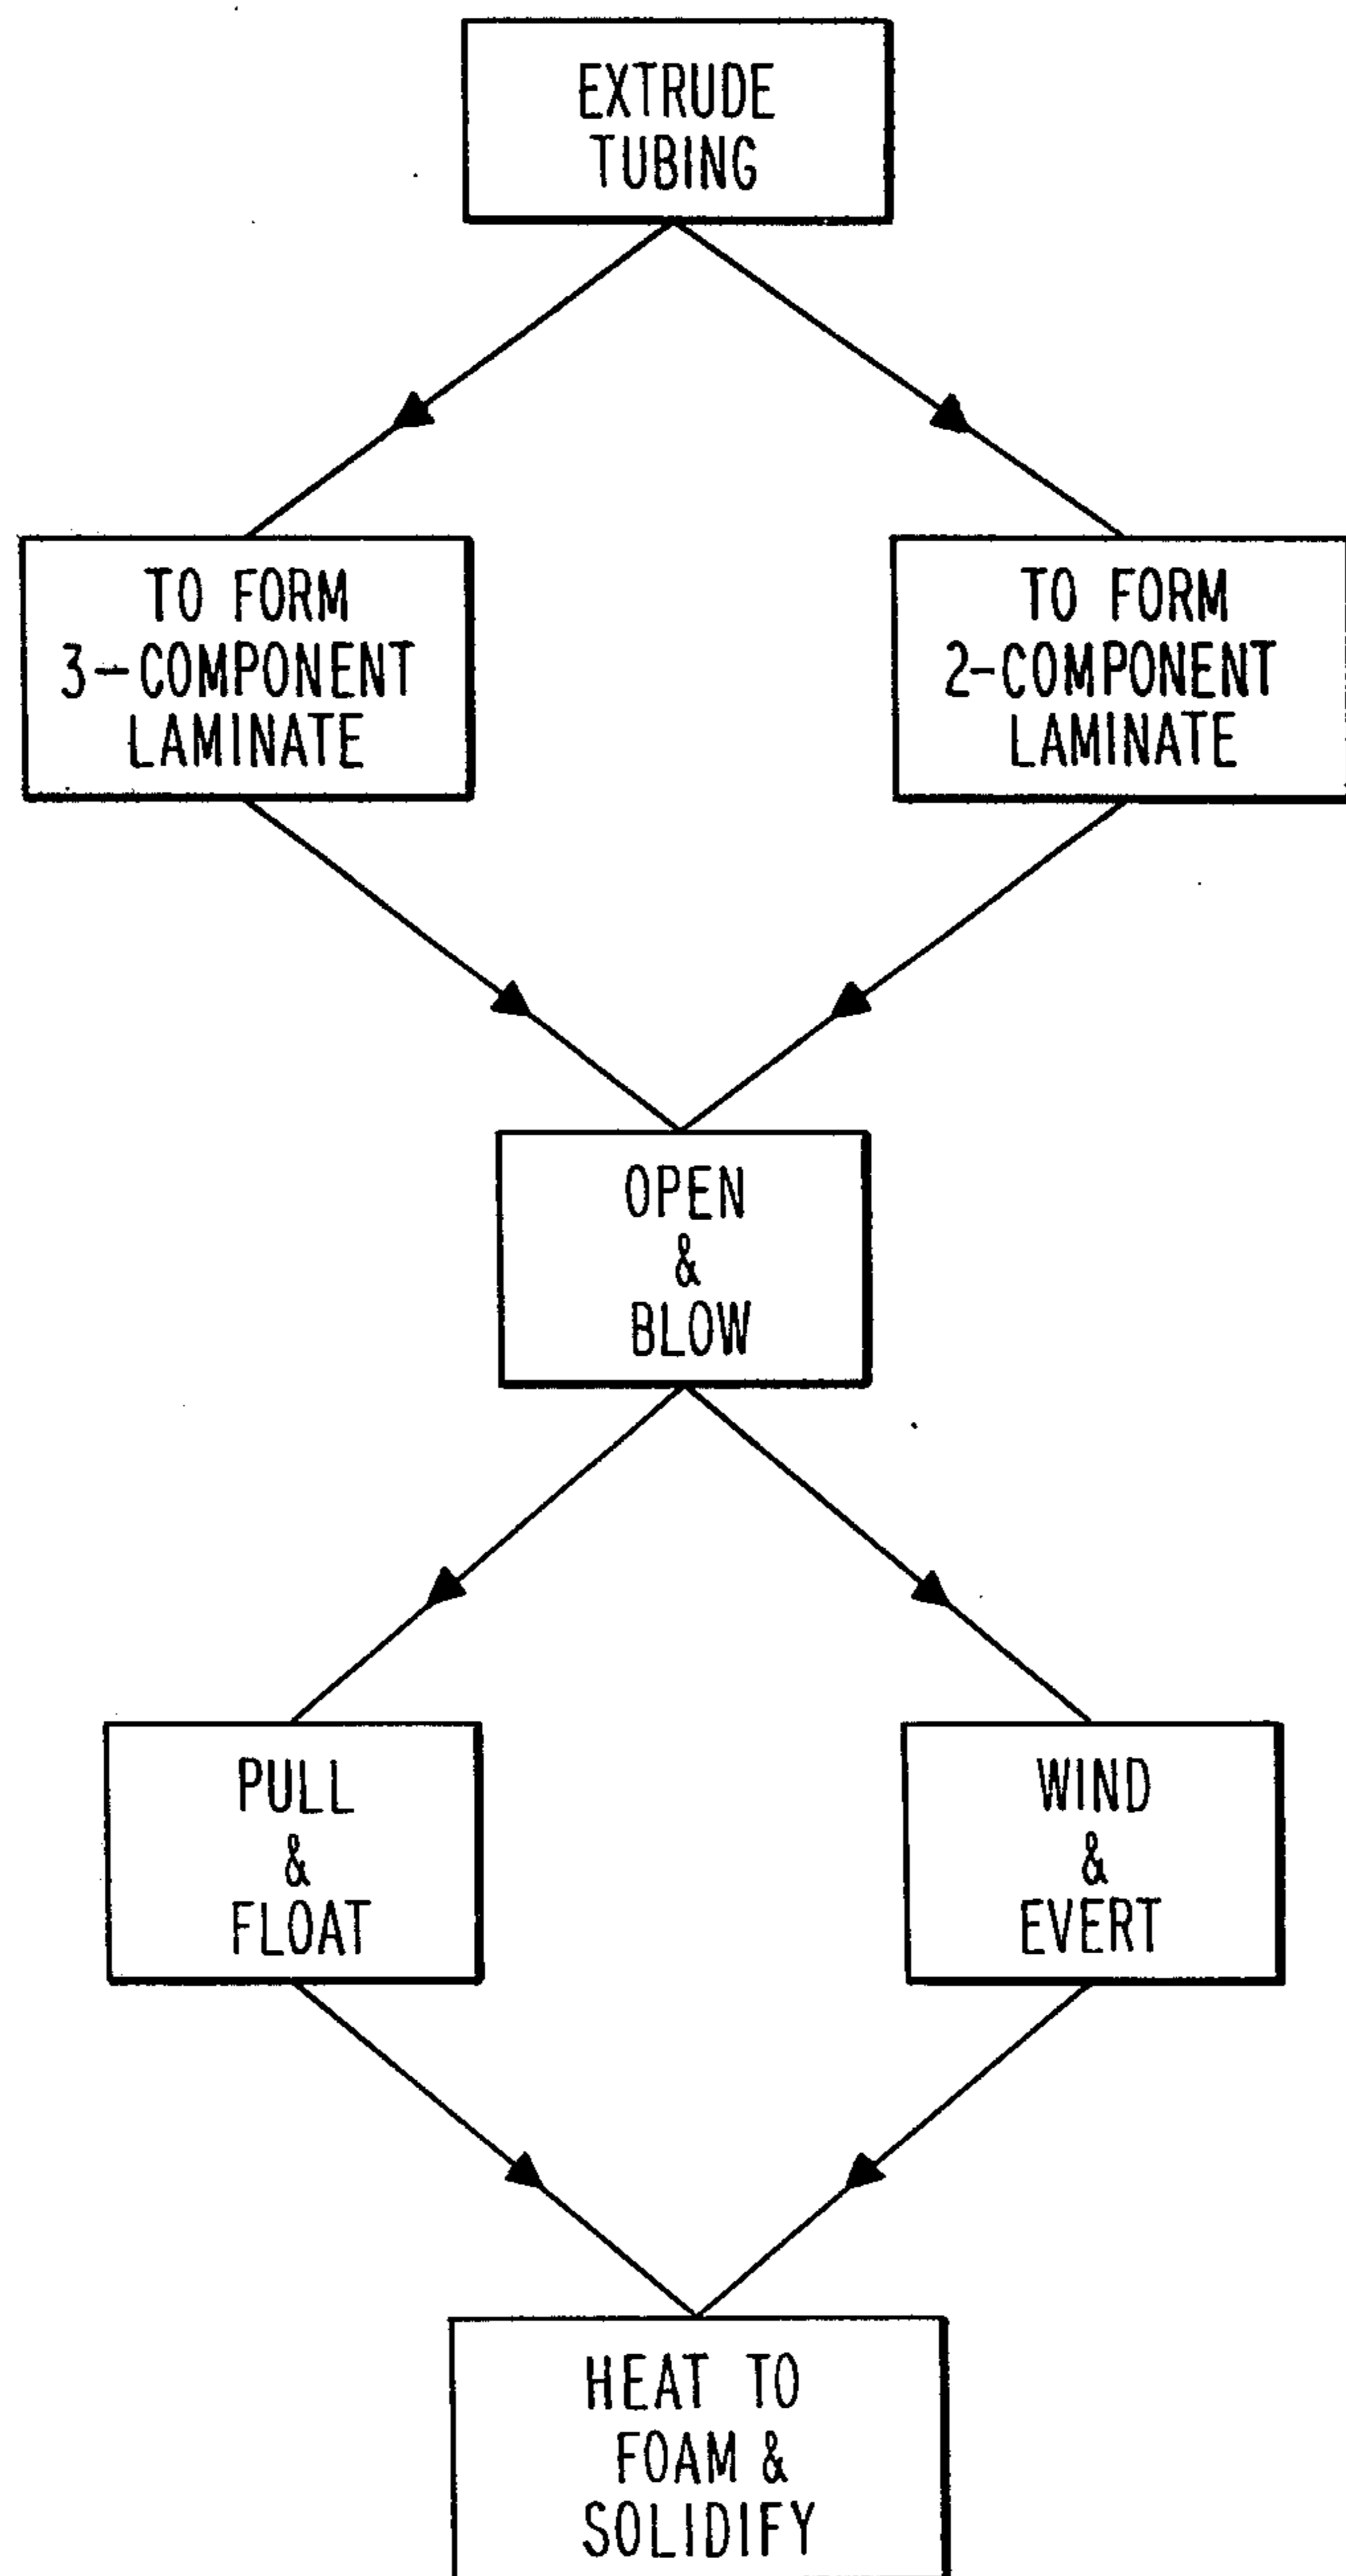 EXTRUDE
TUBING
TO FORM
3-COMPONENT
LAMINATE
TO FORM
2-COMPONENT
LAMINATE
OPEN
&
BLOW
PULL
&
FLOAT
WIND
&
EVERT
HEAT TO
FOAM &
SOLIDIFY